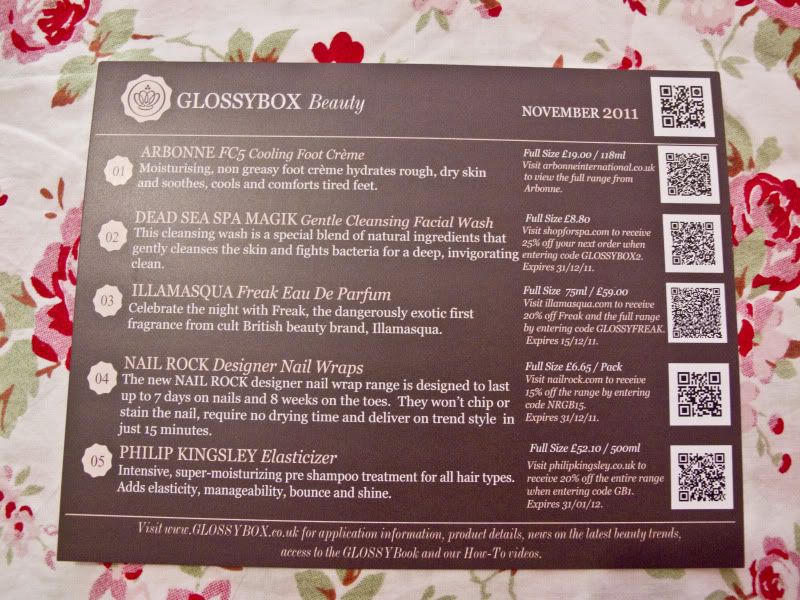 GLOSSYBOX Beauty
NOVEMBER 2011
01
ARBONNE FC5 Cooling Foot Crème
Moisturising, non greasy foot crème hydrates rough, dry skin
and soothes, cools and comforts tired feet.
Full Size £19.00 / 118ml
Visit arbonneinternational.co.uk
to view the full range from
Arbonne.
02
DEAD SEA SPA MAGIK Gentle Cleansing Facial Wash
This cleansing wash is a special blend of natural ingredients that
gently cleanses the skin and fights bacteria for a deep, invigorating
clean.
Full Size £8.80
Visit shopforspa.com to receive
25% off your next order when
entering code GLOSSYBOX2.
Expires 31/12/11.
03
ILLAMASQUA Freak Eau De Parfum
Celebrate the night with Freak, the dangerously exotic first
fragrance from cult British beauty brand, Illamasqua.
Full Size 75ml / £59.00
Visit illamasqua.com to receive
20% off Freak and the full range
by entering code GLOSSYFREAK.
Expires 15/12/11.
04
NAIL ROCK Designer Nail Wraps
The new NAIL ROCK designer nail wrap range is designed to last
up to 7 days on nails and 8 weeks on the toes. They won't chip or
stain the nail, require no drying time and deliver on trend style in
just 15 minutes.
Full Size £6.65 / Pack
Visit nailrock.com to receive
15% off the range by entering
code NRGB15.
Expires 31/12/11.
05
PHILIP KINGSLEY Elasticizer
Intensive, super-moisturizing pre shampoo treatment for all hair types.
Adds elasticity, manageability, bounce and shine.
Full Size £52.10 / 500ml
Visit philipkingsley.co.uk to
receive 20% off the entire range
when entering code GB1.
Expires 31/01/12.
Visit www.GLOSSYBOX.co.uk for application information, product details, news on the latest beauty trends,
access to the GLOSSYBook and our How-To videos.